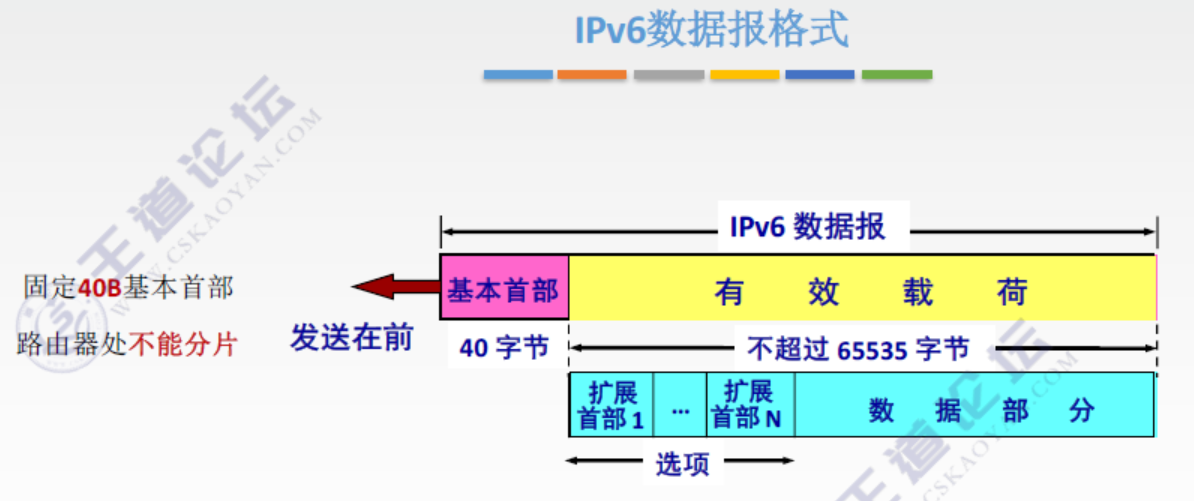 IPv6数据报格式
IPv6 数据报
固定40B基本首部
基本首部
有效载荷
路由器处不能分片
发送在前
40 字节
不超过 65535 字节
扩展首部 1
...
扩展首部 N
数据部分
选项
王道论坛
WWW.CSKAOYAN.COM
王道论坛
CSKAOYAN.COM